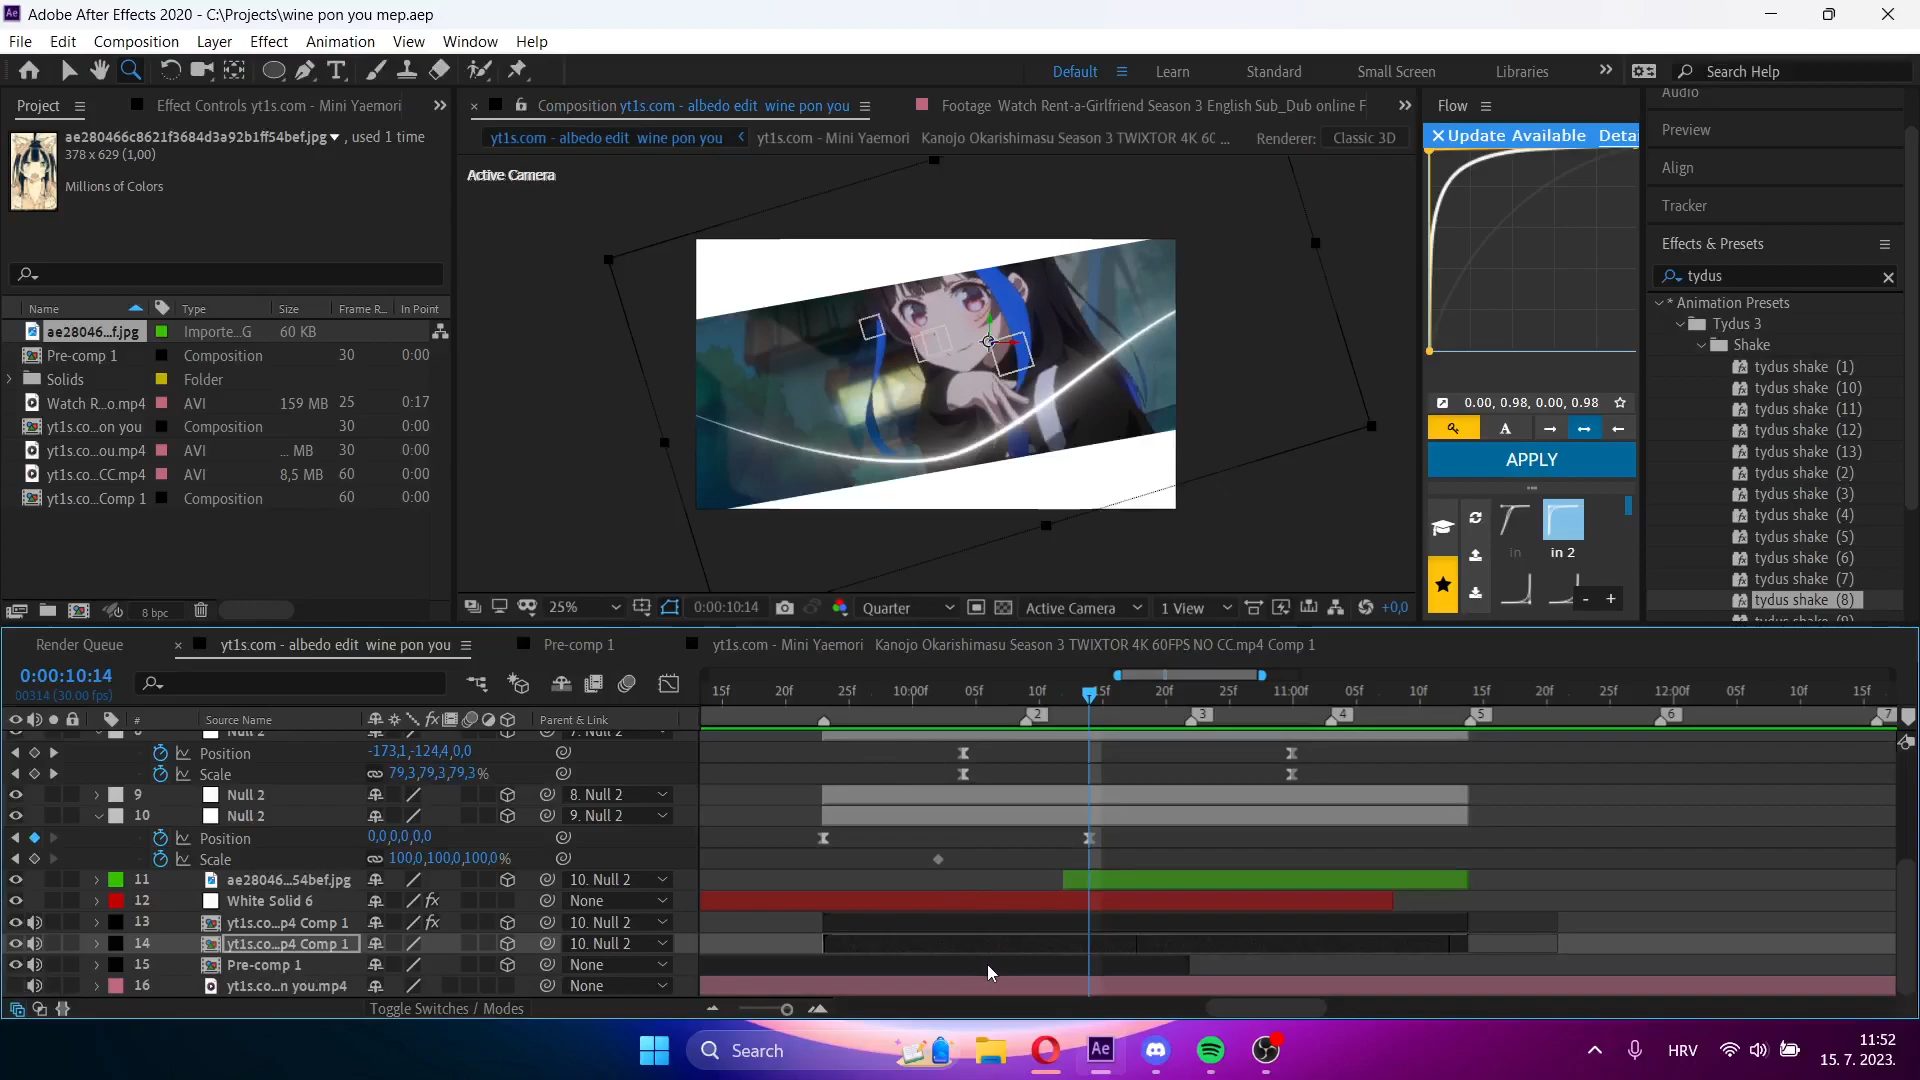 Adobe After Effects 2020 - C:\Projects\wine pon you mep.aep
File Edit Composition Layer Effect Animation View Window Help
Default Learn Standard Small Screen Libraries Search Help
Project Effect Controls yt1s.com - Mini Yaemori
Composition yt1s.com - albedo edit wine pon you Footage Watch Rent-a-Girlfriend Season 3 English Sub_Dub online F
Flow
Audio
ae280466c8621f3684d3a92b1ff54bef.jpg , used 1 time
378 x 629 (1,00)
Millions of Colors
yt1s.com - albedo edit wine pon you yt1s.com - Mini Yaemori Kanojo Okarishimasu Season 3 TWIXTOR 4K 60 ... Renderer: Classic 3D
Update Available Detai
Preview
Align
Tracker
Active Camera
Effects & Presets
tydus
* Animation Presets
Tydus 3
Shake
tydus shake (1)
tydus shake (10)
tydus shake (11)
tydus shake (12)
tydus shake (13)
tydus shake (2)
tydus shake (3)
tydus shake (4)
tydus shake (5)
tydus shake (6)
tydus shake (7)
tydus shake (8)
Name Type Size Frame R... In Point
ae28046...f.jpg Importe...G 60 KB
Pre-comp 1 Composition 30 0:00
Solids Folder
Watch R...o.mp4 AVI 159 MB 25 0:17
yt1s.co...on you Composition 30 0:00
yt1s.co...ou.mp4 AVI ... MB 30 0:00
yt1s.co...CC.mp4 AVI 8,5 MB 60 0:00
yt1s.co...Comp 1 Composition 60 0:00
0.00, 0.98, 0.00, 0.98
A
APPLY
in in 2
- +
8 bpc
25% 0:00:10:14 Quarter Active Camera 1 View +0,0
Render Queue yt1s.com - albedo edit wine pon you Pre-comp 1 yt1s.com - Mini Yaemori Kanojo Okarishimasu Season 3 TWIXTOR 4K 60FPS NO CC.mp4 Comp 1
0:00:10:14
00314 (30.00 fps)
15f 20f 25f 10:00f 05f 10f 15f 20f 25f 11:00f 05f 10f 15f 20f 25f 12:00f 05f 10f 15f
# Source Name Parent & Link
2 3 4 5 6 7
8 Null 2 7. Null 2
Position -173,1,-124,4,0,0
Scale 79,3,79,3,79,3%
9 Null 2 8. Null 2
10 Null 2 9. Null 2
Position 0,0,0,0,0,0
Scale 100,0,100,0,100,0%
11 ae28046...54bef.jpg 10. Null 2
12 White Solid 6 None
13 yt1s.co...p4 Comp 1 10. Null 2
14 yt1s.co...p4 Comp 1 10. Null 2
15 Pre-comp 1 None
16 yt1s.co...n you.mp4 None
Toggle Switches / Modes
Search
HRV
11:52
15. 7. 2023.